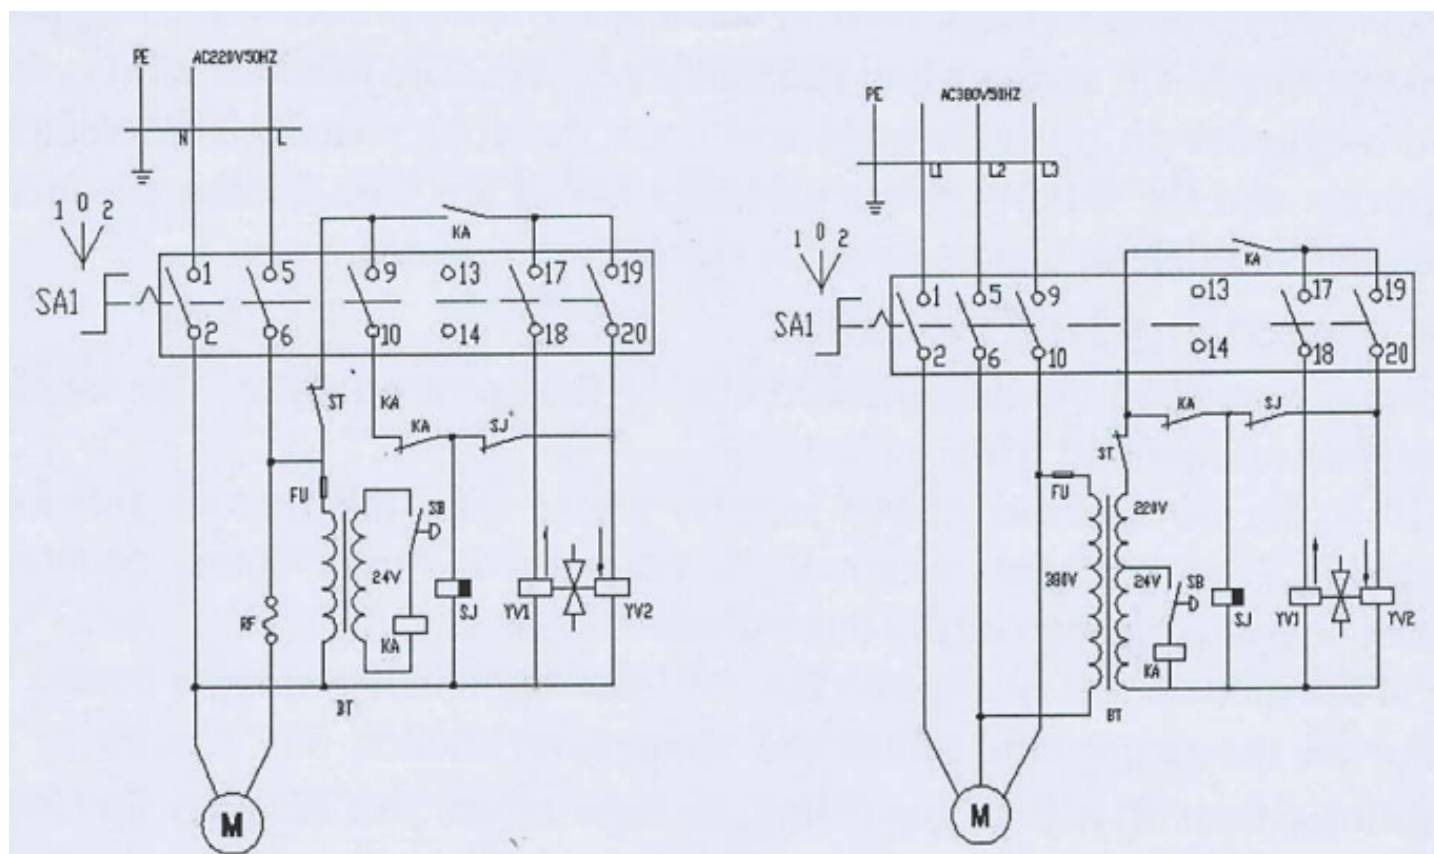 PE AC220V50HZ
N L
1 0 2
KA
SA1
1 5 9 13 17 19
2 6 10 14 18 20
ST KA
KA SJ
FU
SB
24V
RF
SJ YV1 YV2
KA
BT
M
PE AC380V50HZ
L1 L2 L3
1 0 2
KA
SA1
1 5 9 13 17 19
2 6 10 14 18 20
KA SJ
ST
FU
220V
380V 24V SB
SJ YV1 YV2
KA
BT
M